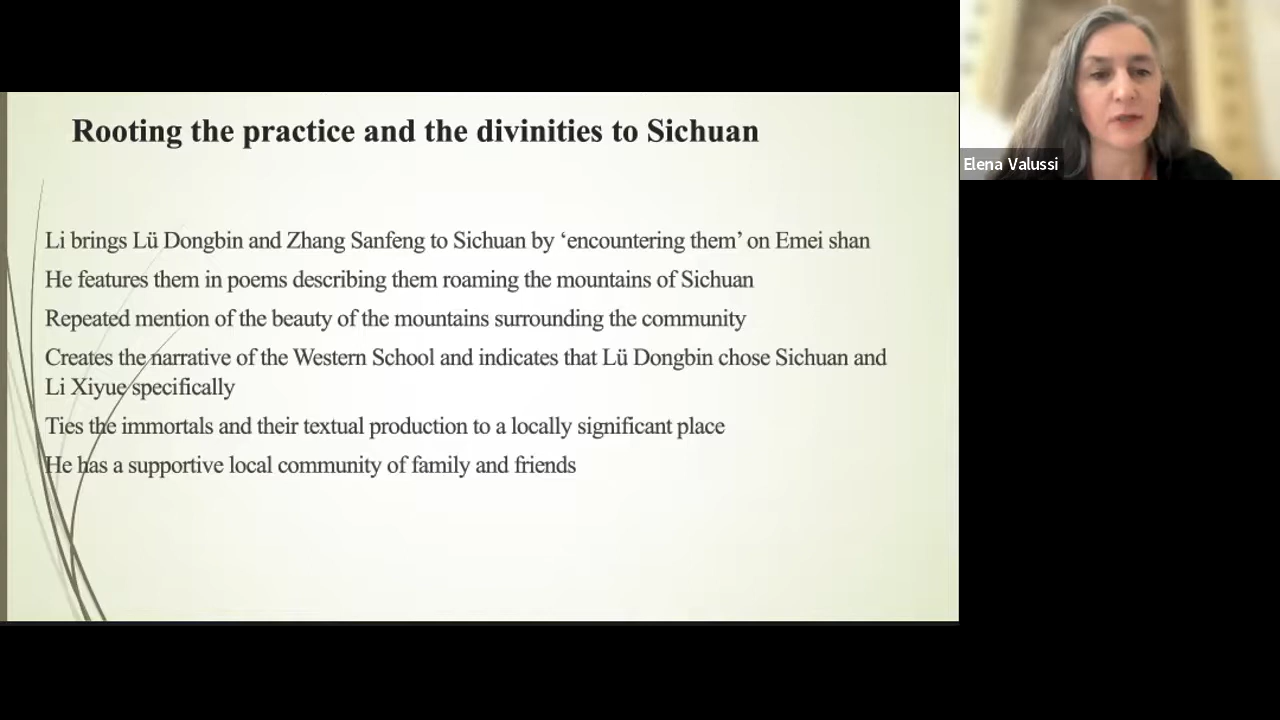 Rooting the practice and the divinities to Sichuan
Li brings Lü Dongbin and Zhang Sanfeng to Sichuan by ‘encountering them’ on Emei shan
He features them in poems describing them roaming the mountains of Sichuan
Repeated mention of the beauty of the mountains surrounding the community
Creates the narrative of the Western School and indicates that Lü Dongbin chose Sichuan and
Li Xiyue specifically
Ties the immortals and their textual production to a locally significant place
He has a supportive local community of family and friends
Elena Valussi